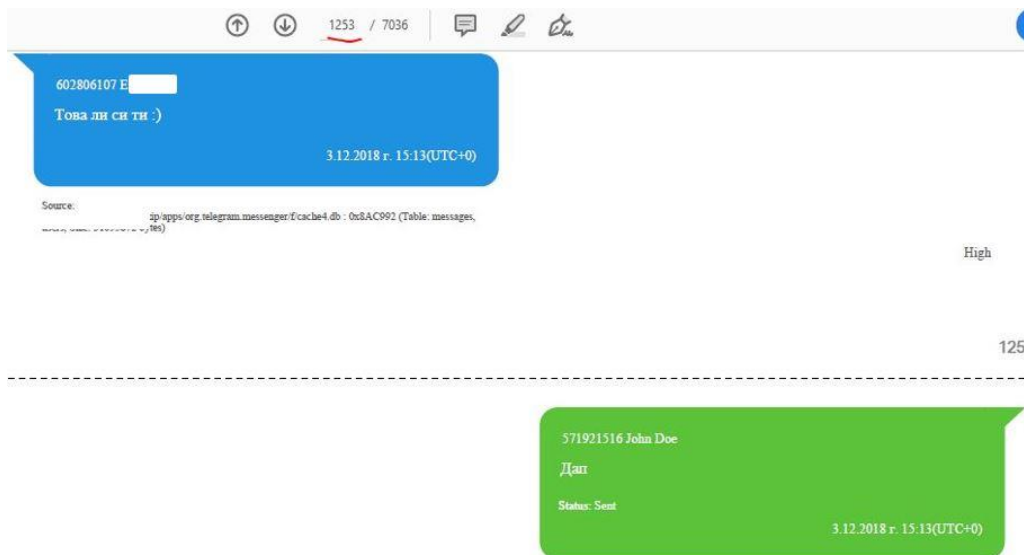 1253 / 7036
602806107 E
Това ли си ти :)
3.12.2018 г. 15:13(UTC+0)
Source:
ip/apps/org.telegram.messenger/f/cache4.db : 0x8AC992 (Table: messages,
High
125
571921516 John Doe
Дап
Status: Sent
3.12.2018 г. 15:13(UTC+0)